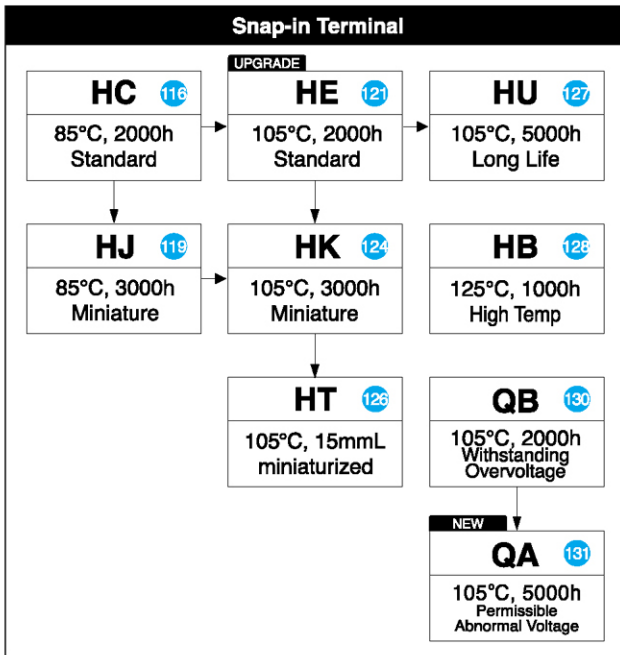 Snap-in Terminal
HC 116
85°C, 2000h
Standard
UPGRADE
HE 121
105°C, 2000h
Standard
HU 127
105°C, 5000h
Long Life
HJ 119
85°C, 3000h
Miniature
HK 124
105°C, 3000h
Miniature
HB 128
125°C, 1000h
High Temp
HT 126
105°C, 15mmL
miniaturized
QB 130
105°C, 2000h
Withstanding
Overvoltage
NEW
QA 131
105°C, 5000h
Permissible
Abnormal Voltage